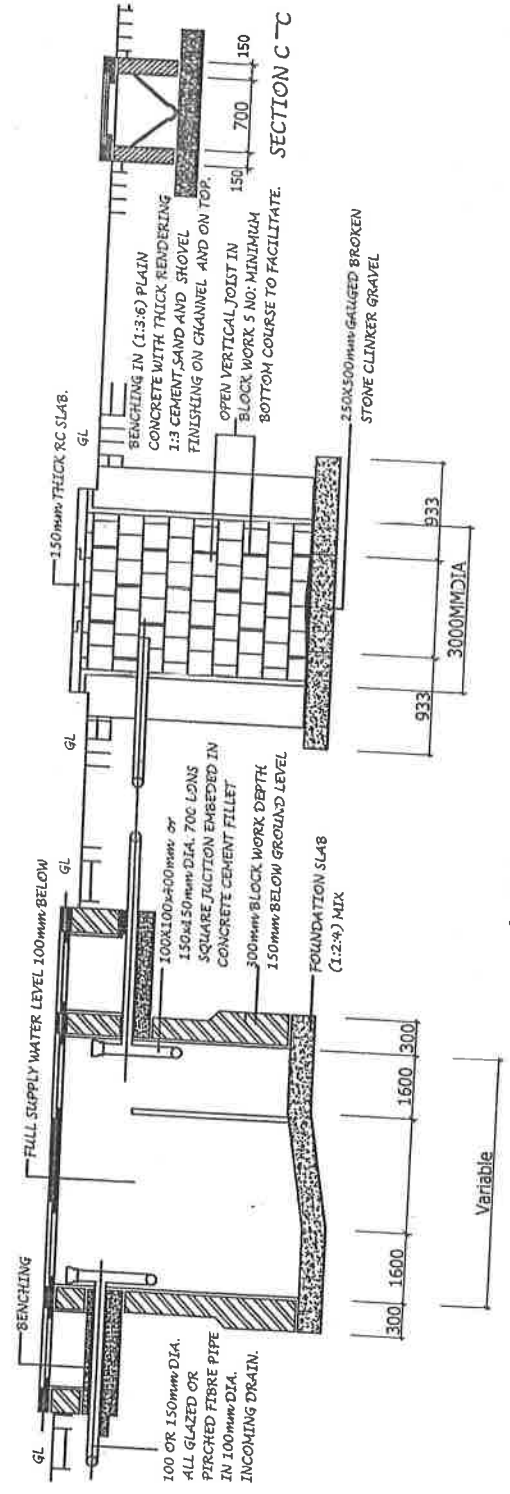 GL
BENCHING
FULL SUPPLY WATER LEVEL 100mm BELOW
GL
GL
150mm THICK RC SLAB.
GL
100 OR 150mm DIA.
ALL GLAZED OR
PIRCHED FIBRE PIPE
IN 100mm DIA.
INCOMING DRAIN.
100X100x400mm or
150x150mm DIA. 700 LONS
SQUARE JUCTION EMBEDED IN
CONCRETE CEMENT FILLET
300mm BLOCK WORK DEPTH
150mm BELOW GROUND LEVEL
FOUNDATION SLAB
(1:2:4) MIX
300
1600
1600
300
Variable
BENCHING IN (1:3:6) PLAIN
CONCRETE WITH THICK RENDERING
1:3 CEMENT,SAND AND SHOVEL
FINISHING ON CHANNEL AND ON TOP.
OPEN VERTICAL JOIST IN
BLOCK WORK 5 NO.: MINIMUM
BOTTOM COURSE TO FACILITATE.
250X500mm GAUGED BROKEN
STONE CLINKER GRAVEL
933
933
3000MMDIA
150
700
150
SECTION C-C